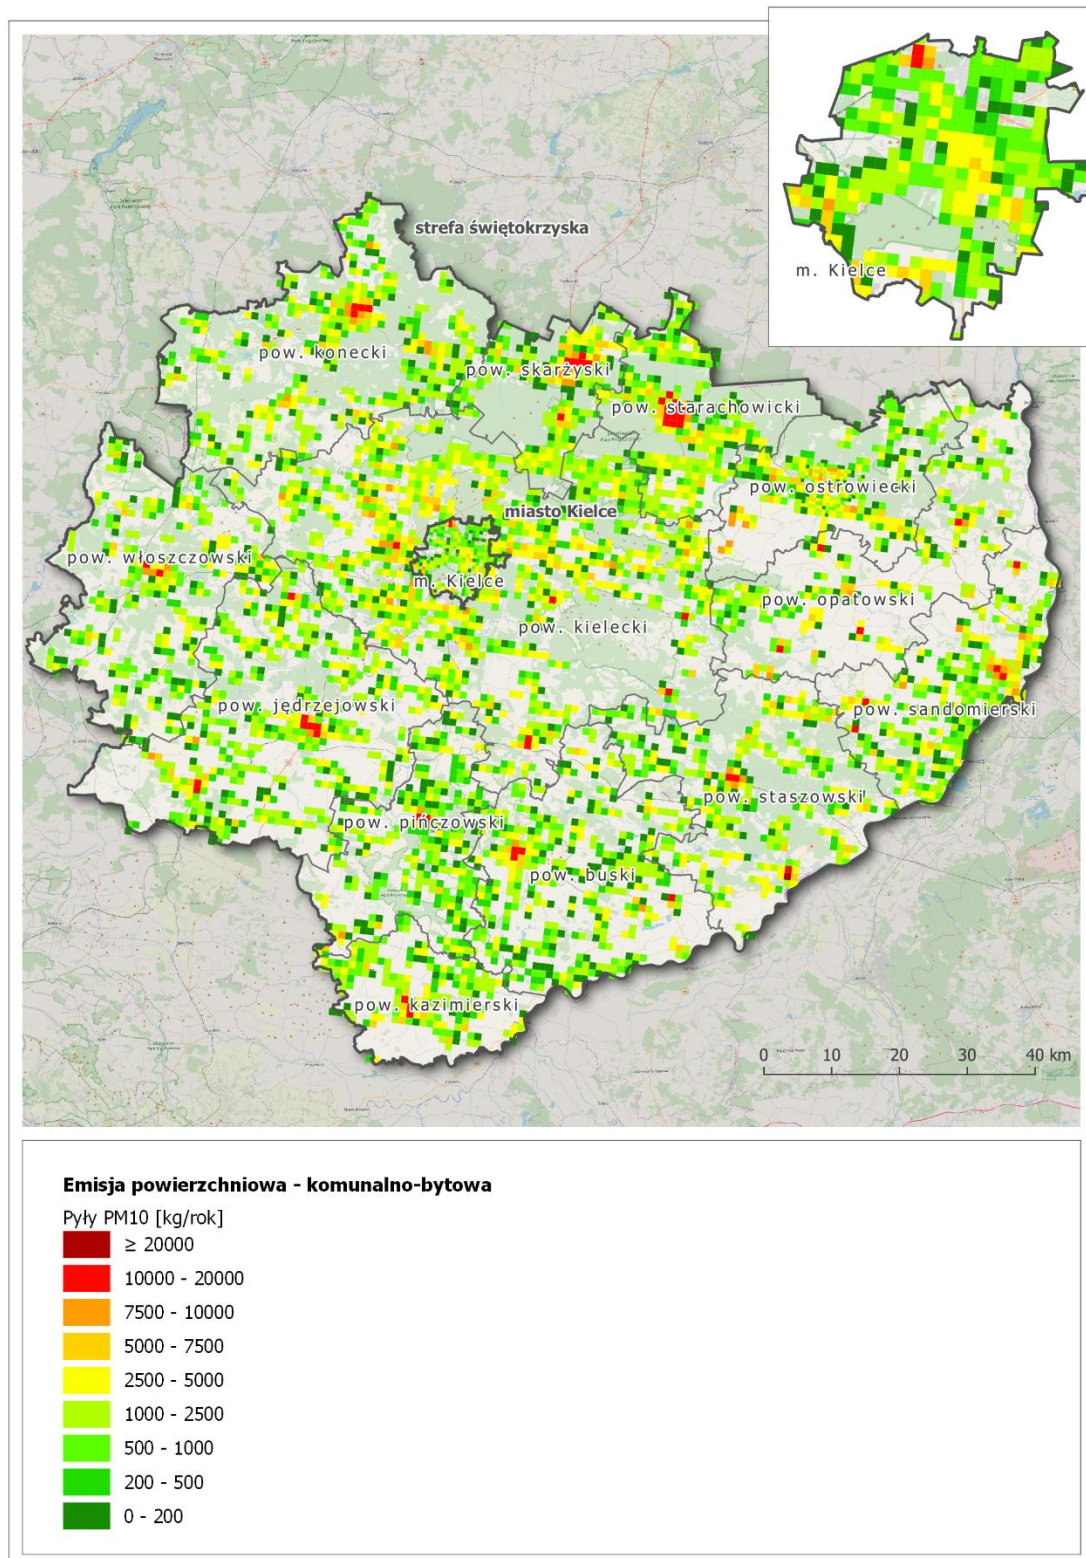 strefa świętokrzyska
m. Kielce
pow. konecki
pow. skarżyski
pow. starachowicki
pow. ostrowiecki
miasto Kielce
pow. włoszczowski
m. Kielce
pow. opatowski
pow. kielecki
pow. jędrzejowski
pow. sandomierski
pow. staszowski
pow. pińczowski
pow. buski
pow. kazimierski
0 10 20 30 40 km
Emisja powierzchniowa - komunalno-bytowa
Pyły PM10 [kg/rok]
≥ 20000
10000 - 20000
7500 - 10000
5000 - 7500
2500 - 5000
1000 - 2500
500 - 1000
200 - 500
0 - 200